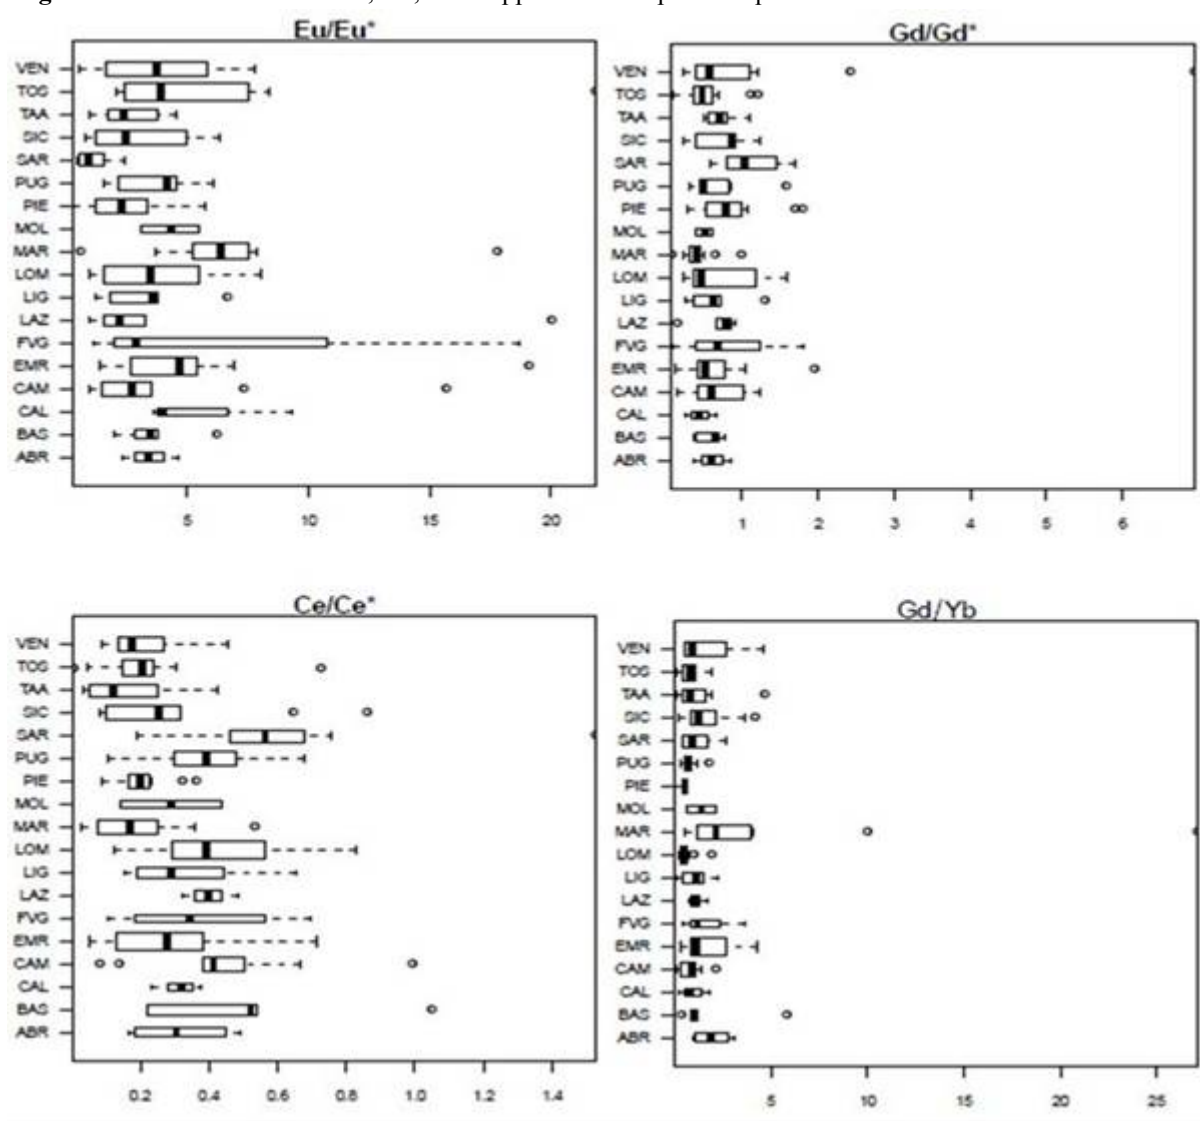 Eu/Eu*
VEN
TOS
TAA
SIC
SAR
PUG
PIE
MOL
MAR
LOM
LIG
LAZ
FVG
EMR
CAM
CAL
BAS
ABR
5 10 15 20
Gd/Gd*
VEN
TOS
TAA
SIC
SAR
PUG
PIE
MOL
MAR
LOM
LIG
LAZ
FVG
EMR
CAM
CAL
BAS
ABR
1 2 3 4 5 6
Ce/Ce*
VEN
TOS
TAA
SIC
SAR
PUG
PIE
MOL
MAR
LOM
LIG
LAZ
FVG
EMR
CAM
CAL
BAS
ABR
0.2 0.4 0.6 0.8 1.0 1.2 1.4
Gd/Yb
VEN
TOS
TAA
SIC
SAR
PUG
PIE
MOL
MAR
LOM
LIG
LAZ
FVG
EMR
CAM
CAL
BAS
ABR
5 10 15 20 25